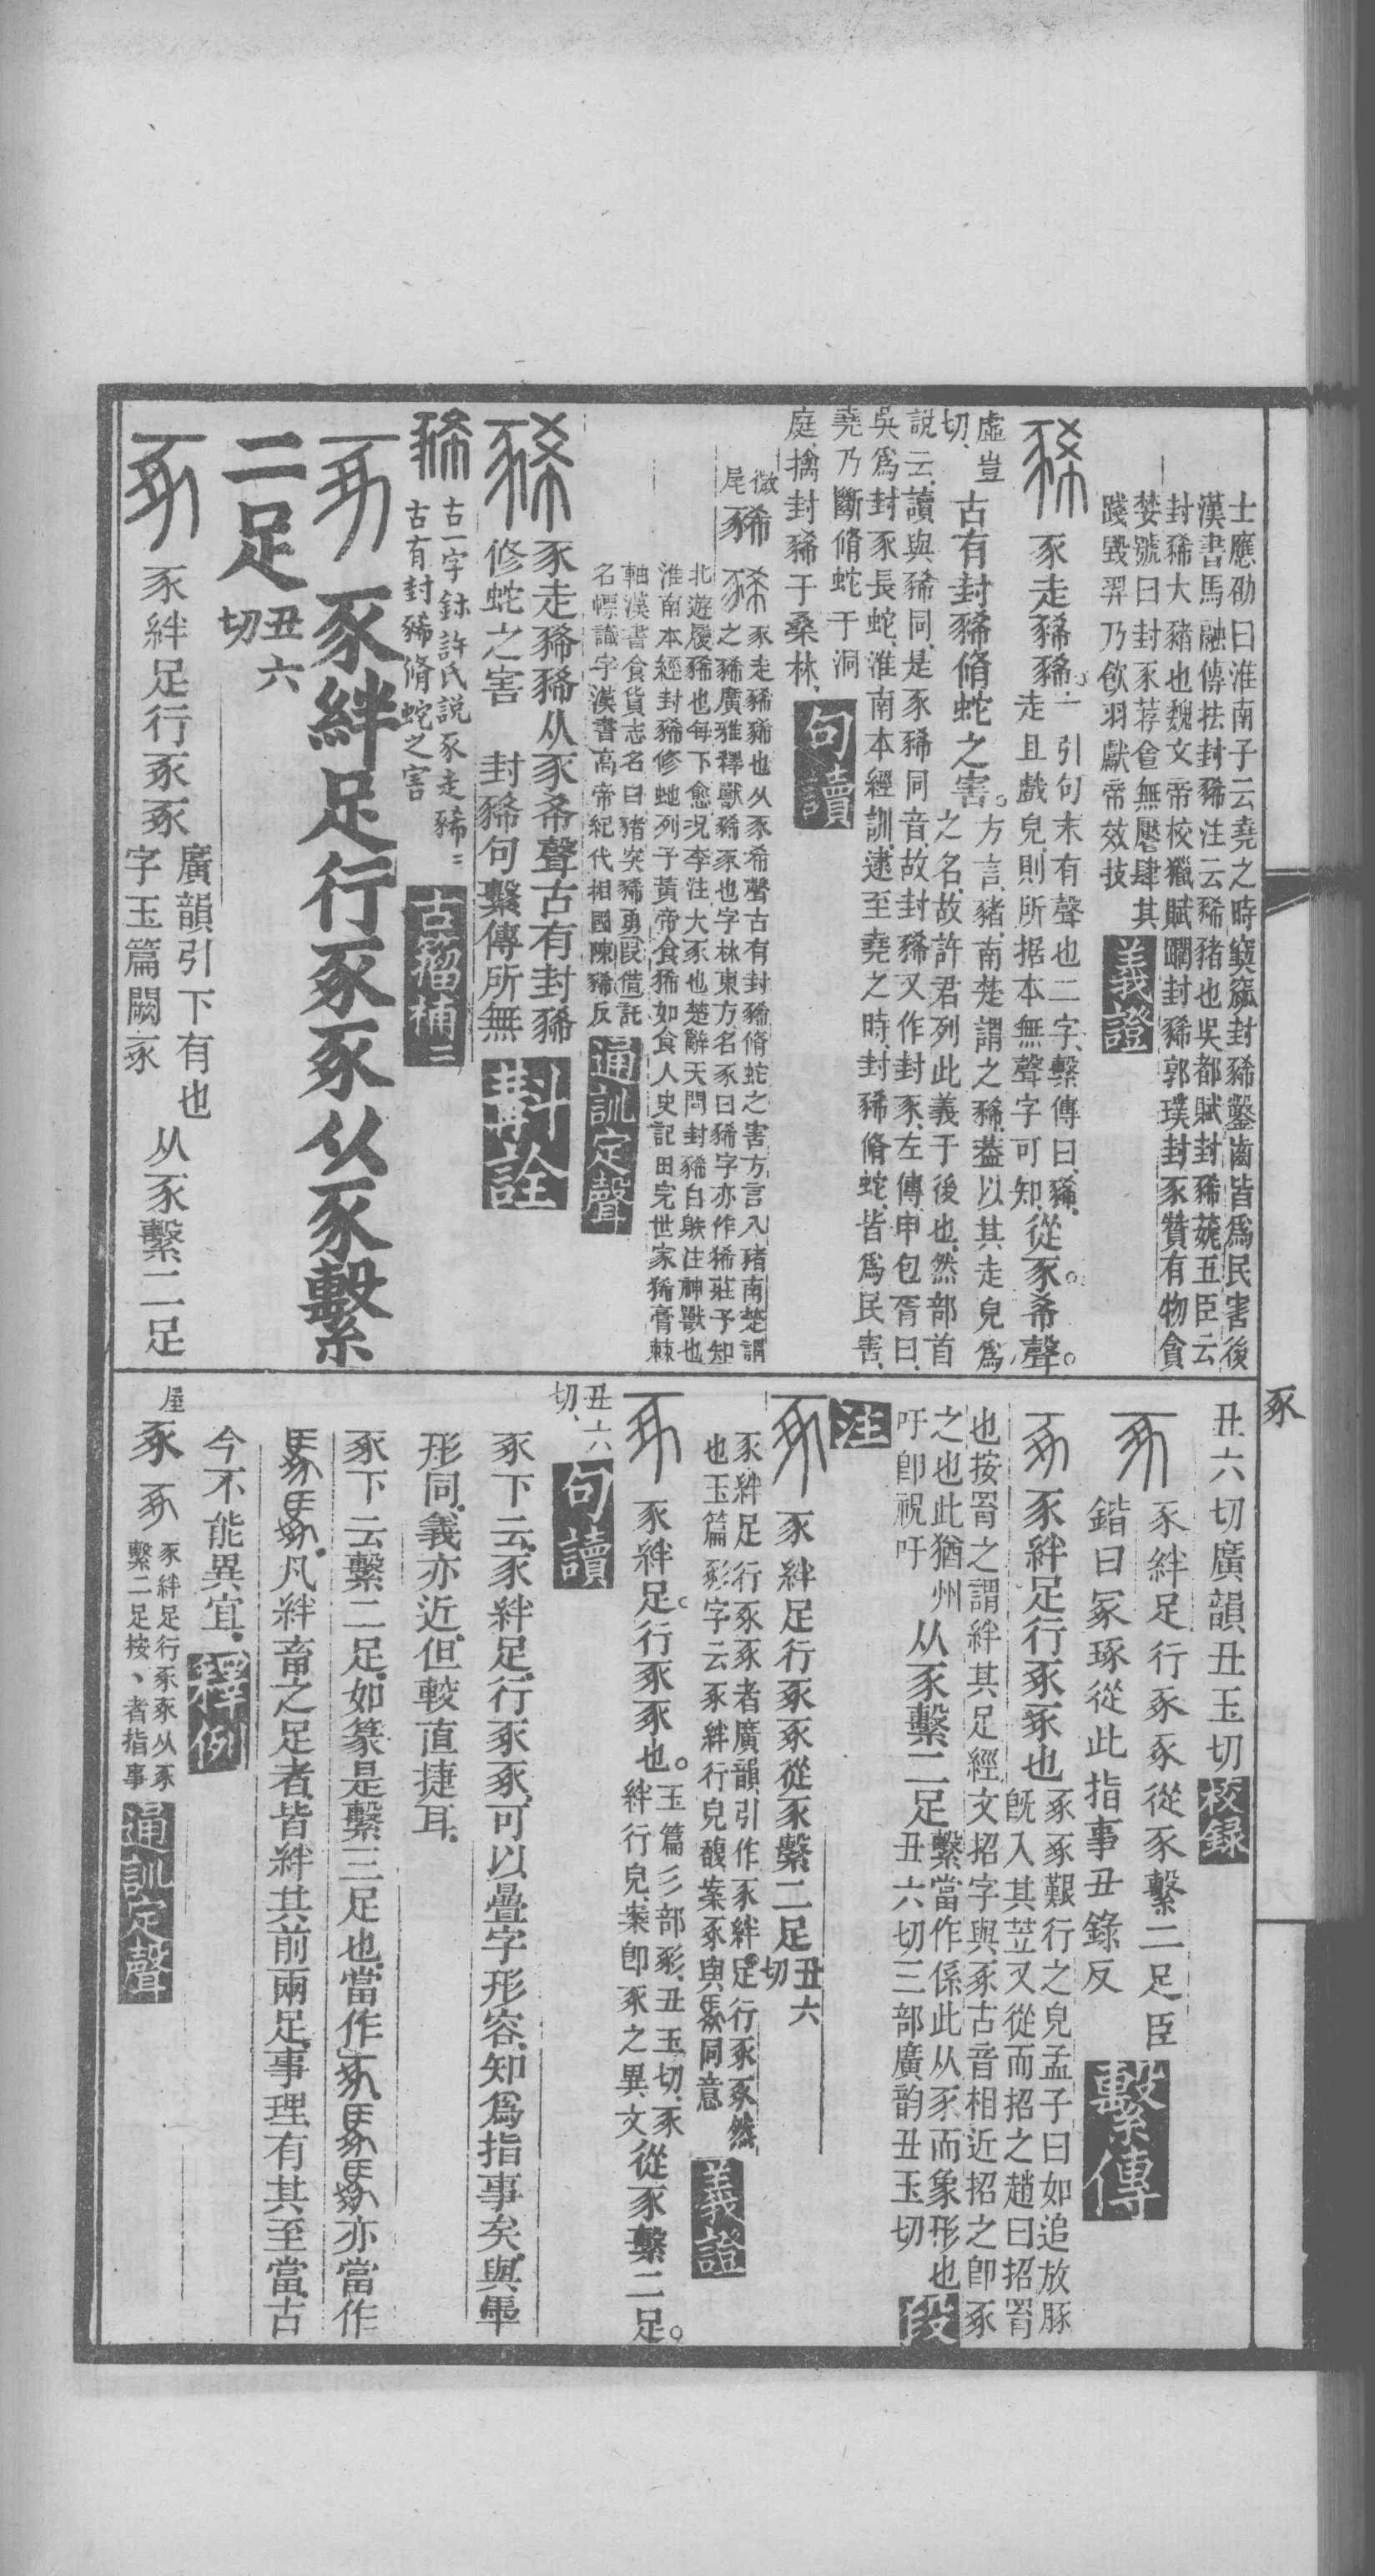 士應劭曰淮南子云堯之時窫窳封豨鑿齒皆爲民害後
漢書馬融傳抾封豨注云豨豬也吳都賦封豨𦴭五臣云
封豨大豬也魏文帝校獵賦䦨封豨郭璞封豕贊有物貪
婪號曰封豕荐食無饜肆其
踐毀羿乃飲羽獻帝效技
義證
豕走豨豨
引句末有聲也二字繫傳曰豨
走且戲皃則所据本無聲字可知
從豕。希聲。
虛豈
切
古有封豨脩蛇之害。
方言豬南楚謂之豨葢以其走皃爲
之名故許君列此義于後也然部首
說云讀與豨同是豕豨同音故封豨又作封豕左傳申包胥曰
吳爲封豕長蛇淮南本經訓逮至堯之時封豨脩蛇皆爲民害
堯乃斷脩蛇于洞
庭擒封豨于桑林
句讀
微
尾
豨
豕走豨豨也从豕希聲古有封豨脩蛇之害方言八豬南楚謂
之豨廣雅釋獸豨豕也字林東方名豕曰豨字亦作狶莊子知
北遊履狶也每下愈況李注大豕也楚辭天問封豨白䠶注神獸也
淮南本經封豨修蛇列子黃帝食狶如食人史記田完世家狶膏棘
軸漢書食貨志名曰豬突豨勇叚借託
名幖識字漢書高帝紀代相國陳豨反
通訓定聲
豕走豨豨从豕希聲古有封豨
修蛇之害
封豨句繫傳所無
斠詮
古一字鉥許氏說豕走豨二
古有封豨脩蛇之害
古籀補二
豕絆足行豖豖从豕繫
二足
丑六
切
豕絆足行豖豖
廣韻引下有也
字玉篇闕豖
从豕繫二足
豖
丑六切廣韻丑玉切
校錄
豕絆足行豖豖從豕繫二足臣
鍇曰冢琢從此指事丑錄反
繫傳
豕絆足行豖豖也
豖豖艱行之皃孟子曰如追放豚
旣入其苙又從而招之趙曰招罥
也按罥之謂絆其足經文招字與豖古音相近招之卽豖
之也此猶州
吁卽祝吁
从豕繫二足
繫當作係此从豕而象形也
丑六切三部廣韵丑玉切
段
注
豕絆足行豖豖從豕繫二足
丑六
切
豕絆足行豖豖者廣韻引作豕絆足行豖豖然
也玉篇豕字云豕絆行皃馥案豖與馽同意
義證
豕絆足。行豖豖也。
玉篇彡部豖丑玉切豕
絆行皃案卽豖之異文
從豕繫二足。
丑六
切
句讀
豖下云豕絆足行豖豖可以疊字形容知爲指事矣與馽
形同義亦近但較直捷耳
豖下云繫二足如篆是繫三足也當作
亦當作
凡絆畜之足者皆絆其前兩足事理有其至當古
今不能異宜
釋例
屋
豖
豕絆足行豖豖从豕
繫二足按丶者指事
通訓定聲